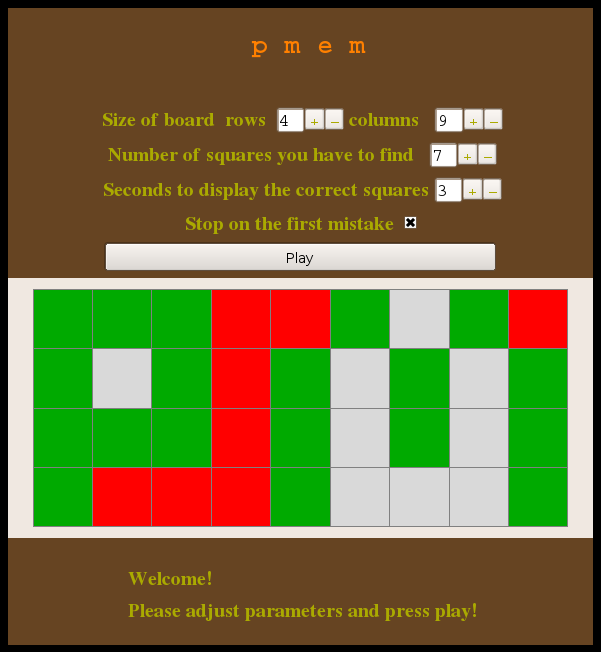 p m e m
Size of board rows 4 + − columns 9 + −
Number of squares you have to find 7 + −
Seconds to display the correct squares 3 + −
Stop on the first mistake
Play
Welcome!
Please adjust parameters and press play!